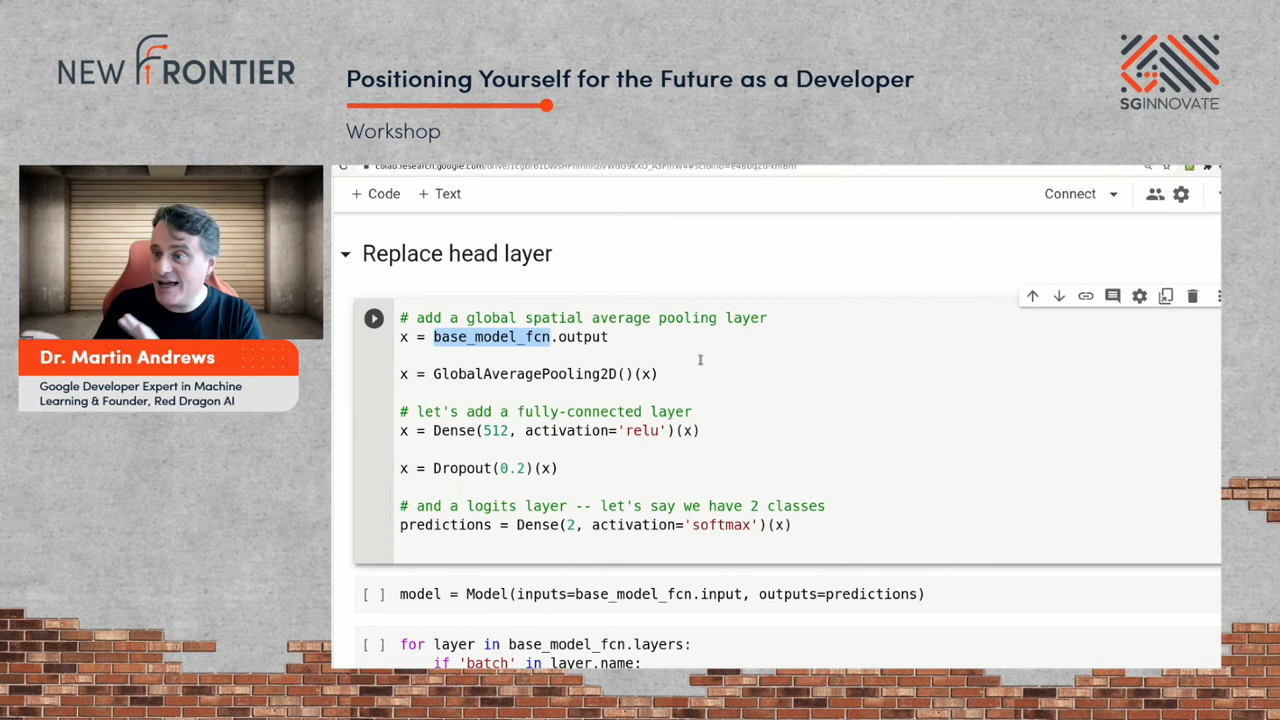 NEW FRONTIER
Positioning Yourself for the Future as a Developer
Workshop
SGINNOVATE
Dr. Martin Andrews
Google Developer Expert in Machine
Learning & Founder, Red Dragon AI
+ Code + Text
Connect
Replace head layer
# add a global spatial average pooling layer
x = base_model_fcn.output
x = GlobalAveragePooling2D()(x)
# let's add a fully-connected layer
x = Dense(512, activation='relu')(x)
x = Dropout(0.2)(x)
# and a logits layer -- let's say we have 2 classes
predictions = Dense(2, activation='softmax')(x)
[ ] model = Model(inputs=base_model_fcn.input, outputs=predictions)
[ ] for layer in base_model_fcn.layers:
if 'batch' in layer.name: